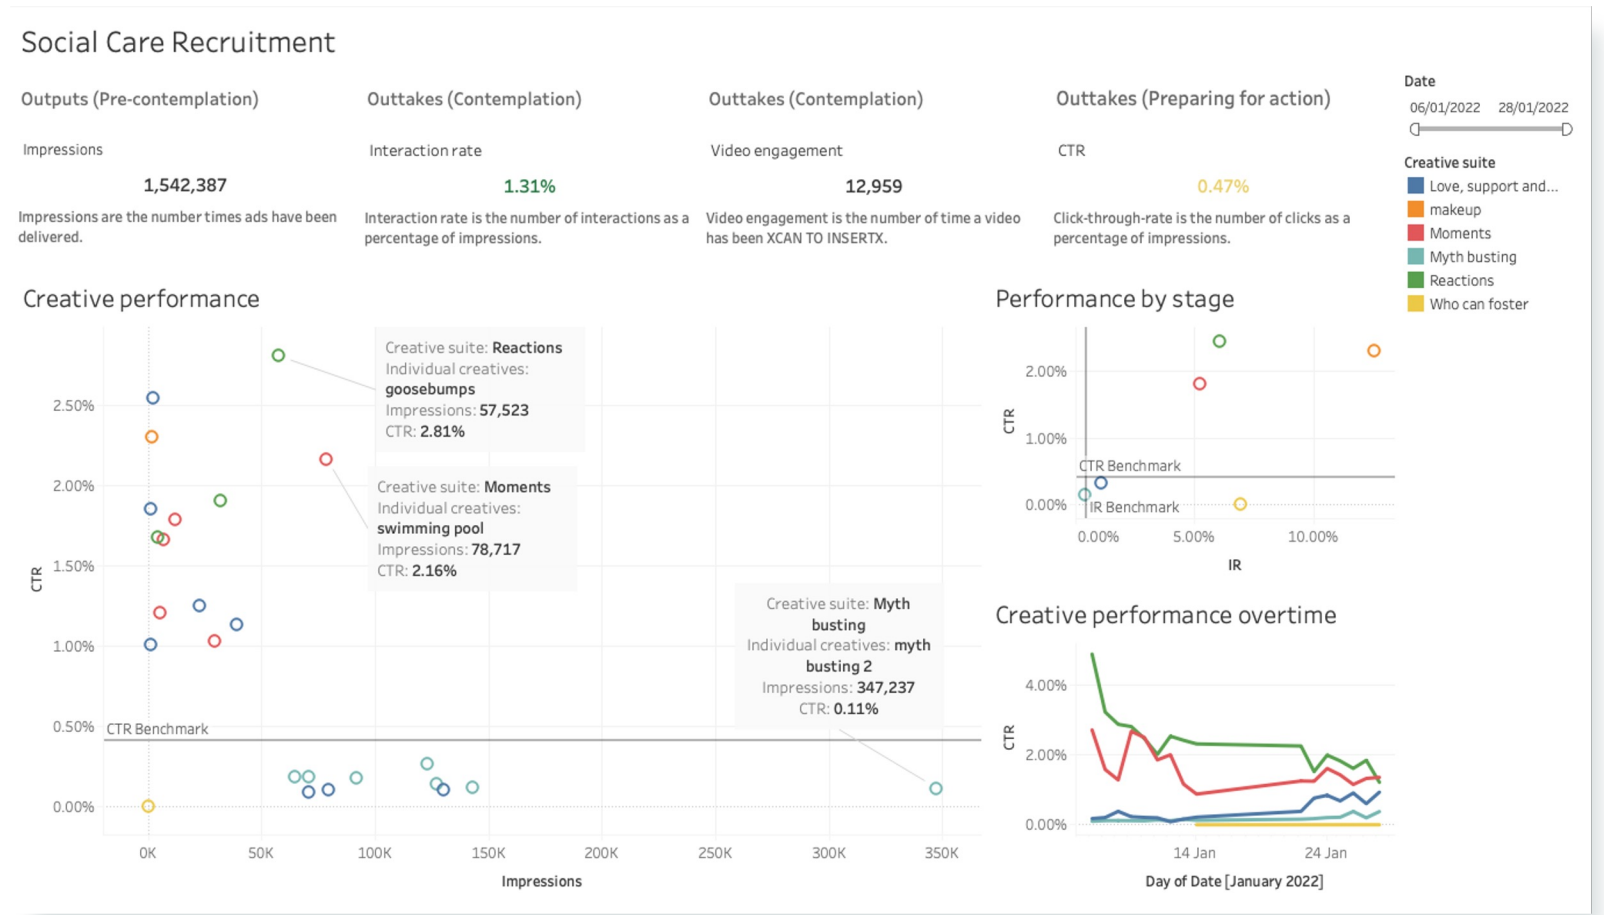 Social Care Recruitment
Outputs (Pre-contemplation)
Impressions
1,542,387
Impressions are the number times ads have been
delivered.
Outtakes (Contemplation)
Interaction rate
1.31%
Interaction rate is the number of interactions as a
percentage of impressions.
Outtakes (Contemplation)
Video engagement
12,959
Video engagement is the number of time a video
has been XCAN TO INSERTX.
Outtakes (Preparing for action)
CTR
0.47%
Click-through-rate is the number of clicks as a
percentage of impressions.
Date
06/01/2022 28/01/2022
Creative suite
Love, support and...
makeup
Moments
Myth busting
Reactions
Who can foster
Creative performance
CTR
2.50%
2.00%
1.50%
1.00%
0.50%
0.00%
CTR Benchmark
Creative suite: Reactions
Individual creatives:
goosebumps
Impressions: 57,523
CTR: 2.81%
Creative suite: Moments
Individual creatives:
swimming pool
Impressions: 78,717
CTR: 2.16%
Creative suite: Myth
busting
Individual creatives: myth
busting 2
Impressions: 347,237
CTR: 0.11%
0K 50K 100K 150K 200K 250K 300K 350K
Impressions
Performance by stage
CTR
2.00%
1.00%
CTR Benchmark
0.00%
IR Benchmark
0.00% 5.00% 10.00%
IR
Creative performance overtime
CTR
4.00%
2.00%
0.00%
14 Jan 24 Jan
Day of Date [January 2022]